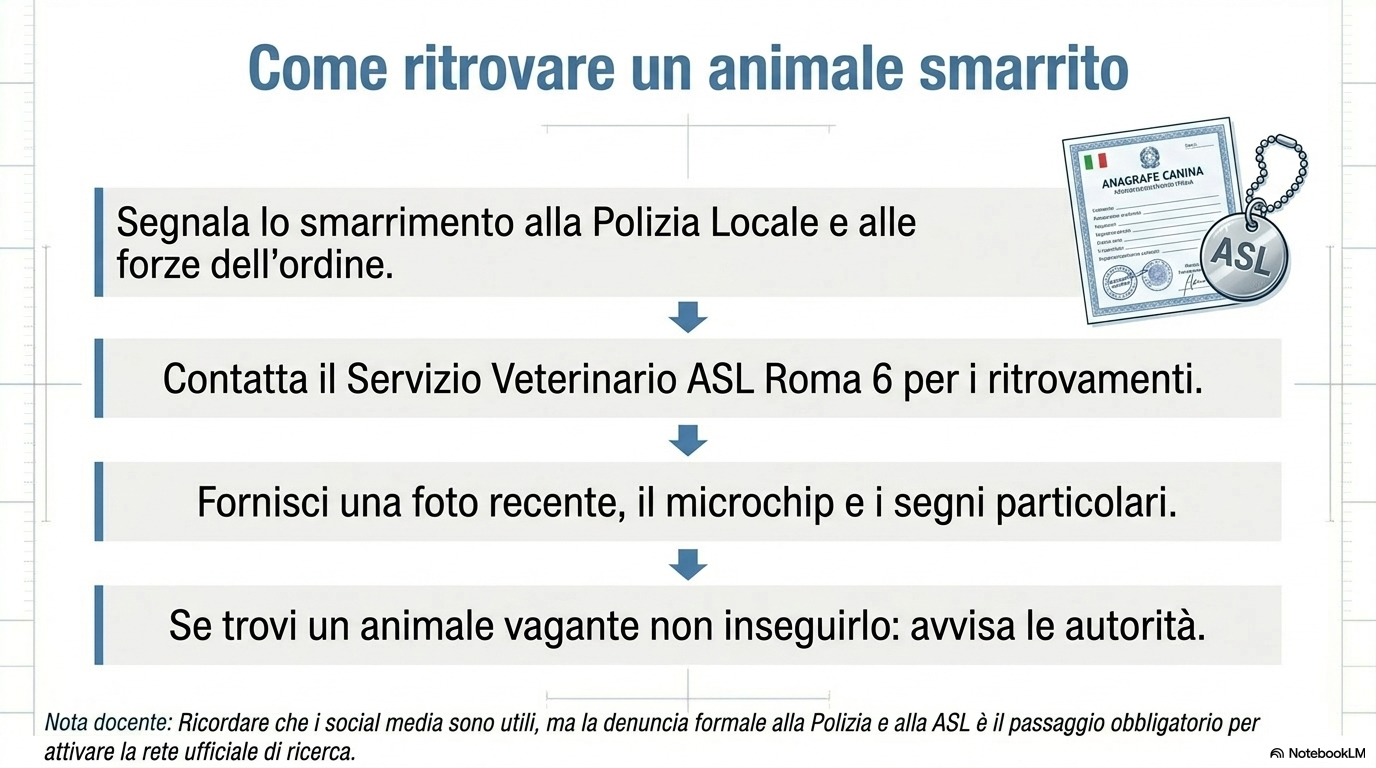 Come ritrovare un animale smarrito
ANAGRAFE CANINA
ASL
Segnala lo smarrimento alla Polizia Locale e alle
forze dell'ordine.
Contatta il Servizio Veterinario ASL Roma 6 per i ritrovamenti.
Fornisci una foto recente, il microchip e i segni particolari.
Se trovi un animale vagante non inseguirlo: avvisa le autorità.
Nota docente: Ricordare che i social media sono utili, ma la denuncia formale alla Polizia e alla ASL è il passaggio obbligatorio per
attivare la rete ufficiale di ricerca.
NotebookLM